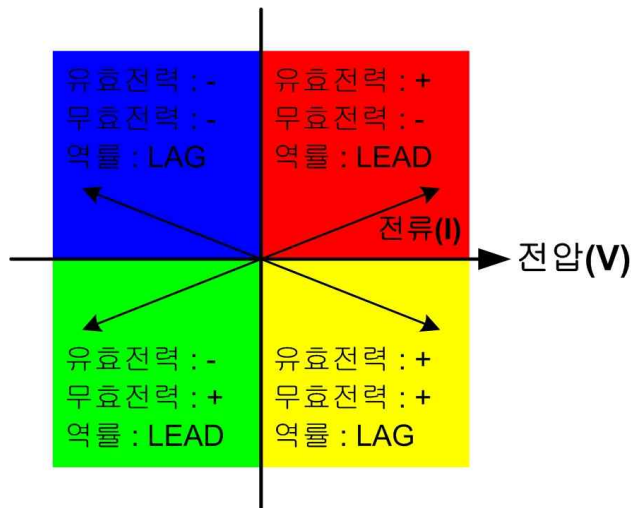 유효전력 : -
무효전력 : -
역률 : LAG
유효전력 : +
무효전력 : -
역률 : LEAD
전류(I)
전압(V)
유효전력 : -
무효전력 : +
역률 : LEAD
유효전력 : +
무효전력 : +
역률 : LAG